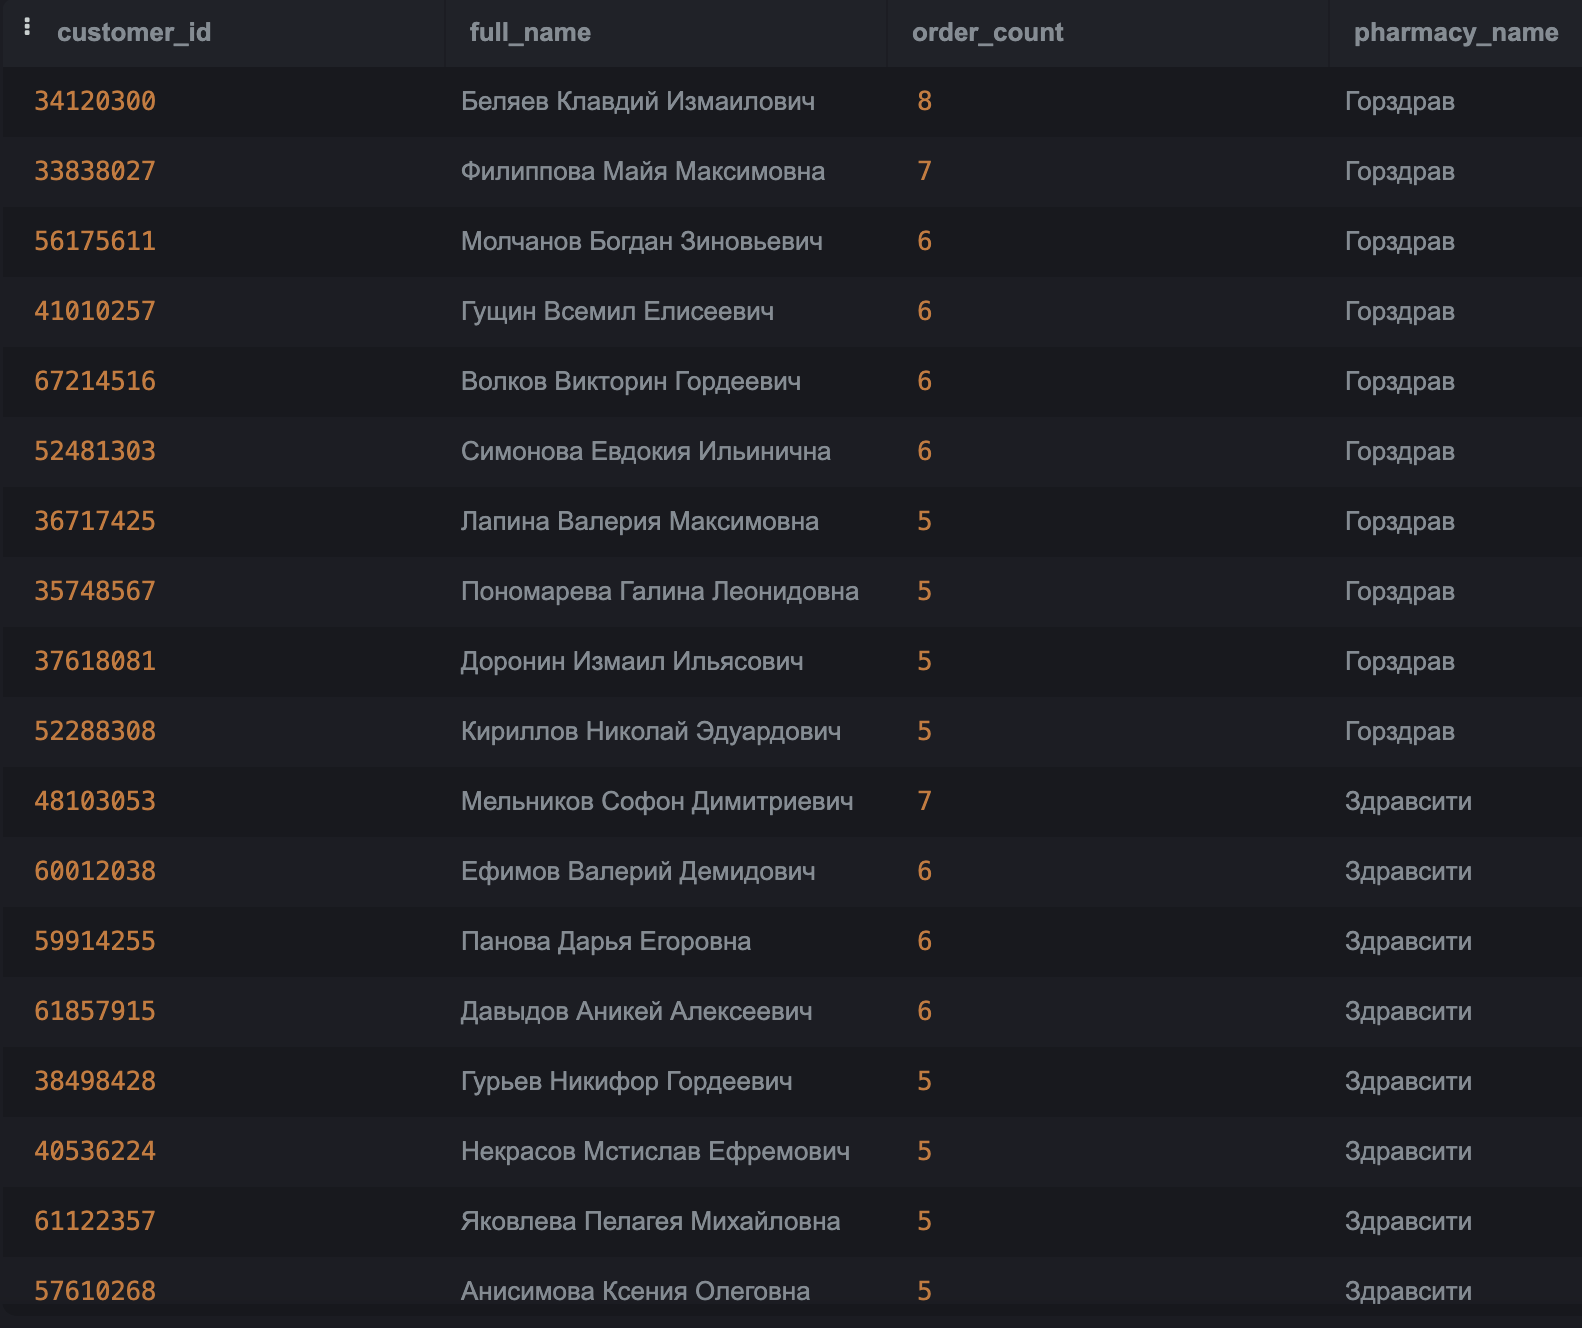 customer_id full_name order_count pharmacy_name
34120300 Беляев Клавдий Измаилович 8 Горздрав
33838027 Филиппова Майя Максимовна 7 Горздрав
56175611 Молчанов Богдан Зиновьевич 6 Горздрав
41010257 Гущин Всемил Елисеевич 6 Горздрав
67214516 Волков Викторин Гордеевич 6 Горздрав
52481303 Симонова Евдокия Ильинична 6 Горздрав
36717425 Лапина Валерия Максимовна 5 Горздрав
35748567 Пономарева Галина Леонидовна 5 Горздрав
37618081 Доронин Измаил Ильясович 5 Горздрав
52288308 Кириллов Николай Эдуардович 5 Горздрав
48103053 Мельников Софон Димитриевич 7 Здравсити
60012038 Ефимов Валерий Демидович 6 Здравсити
59914255 Панова Дарья Егоровна 6 Здравсити
61857915 Давыдов Аникей Алексеевич 6 Здравсити
38498428 Гурьев Никифор Гордеевич 5 Здравсити
40536224 Некрасов Мстислав Ефремович 5 Здравсити
61122357 Яковлева Пелагея Михайловна 5 Здравсити
57610268 Анисимова Ксения Олеговна 5 Здравсити